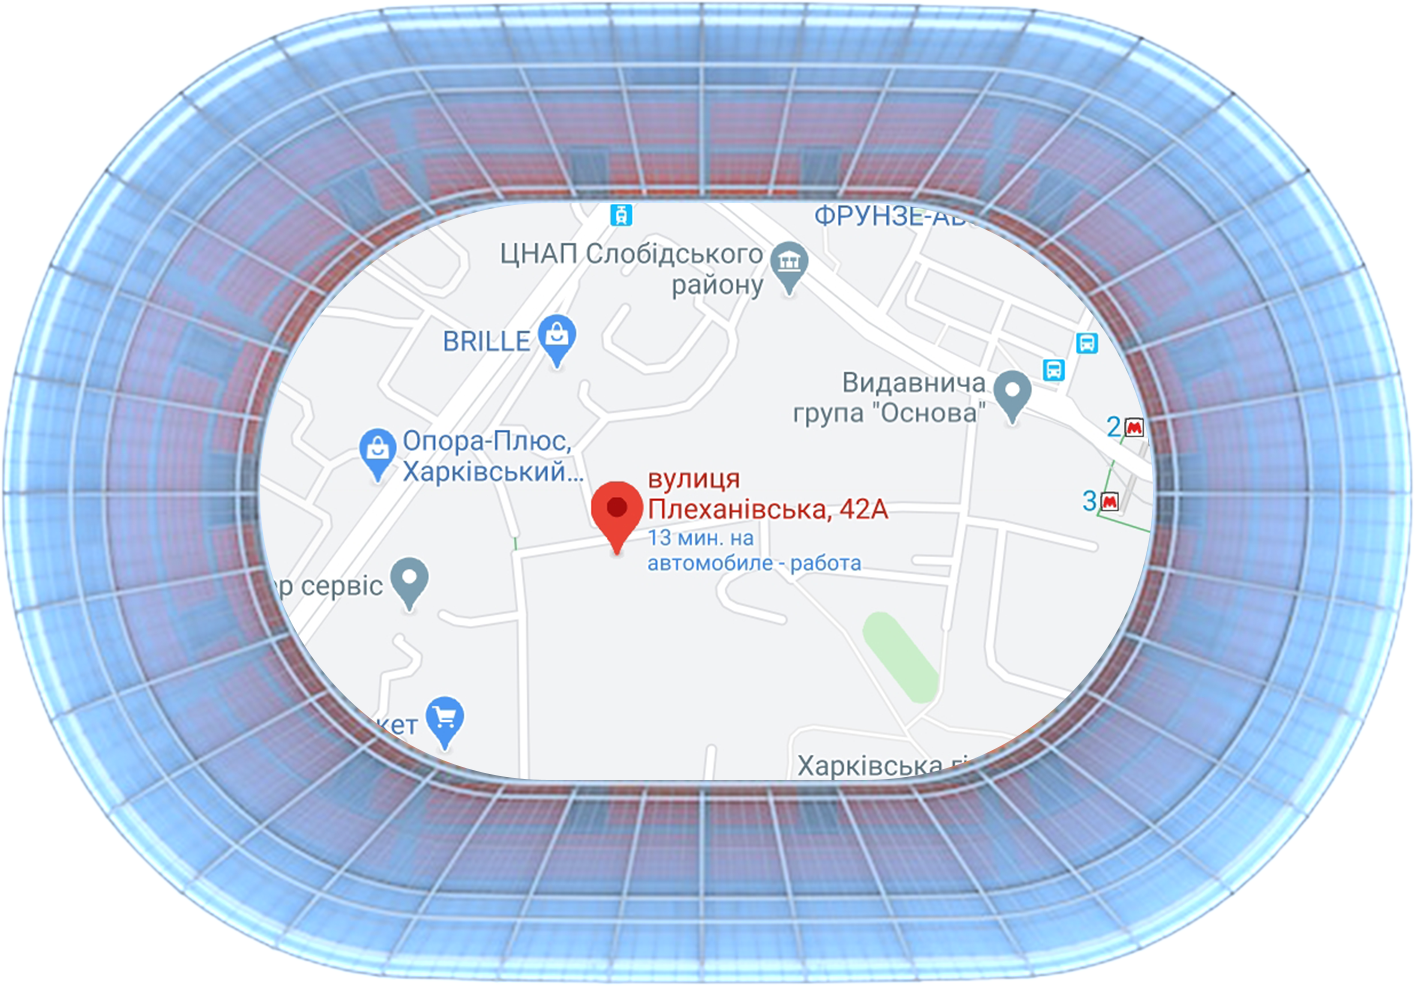 ФРУНЗЕ-АВ
ЦНАП Слобідського
району
BRILLE
Видавнича
група "Основа"
2
Опора-Плюс,
Харківський...
вулиця
Плеханівська, 42А
3
13 мин. на
автомобиле - работа
ер сервіс
кет
Харківська гі